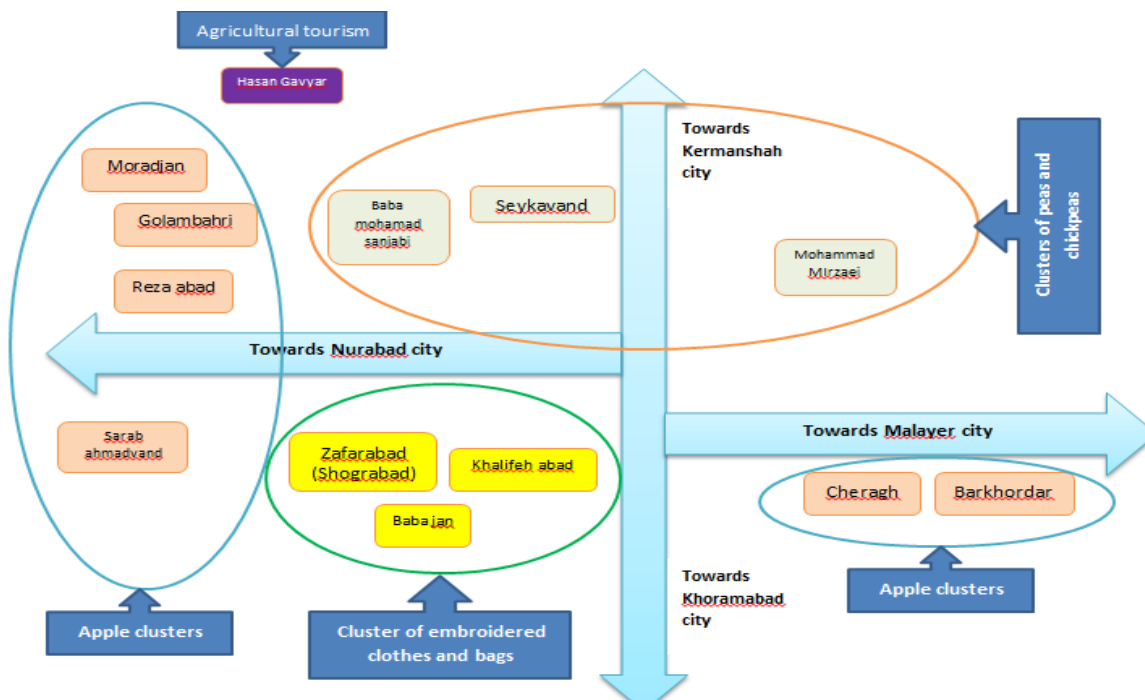 Agricultural tourism
Hasan Gavyar
Towards
Kermanshah
city
Moradjan
Golambahri
Reza abad
Baba
mohamad
sanjabi
Seykavand
Mohammad
MIrzaei
Clusters of peas and
chickpeas
Towards Nurabad city
Towards Malayer city
Sarab
ahmadvand
Zafarabad
(Shograbad)
Khalifeh abad
Baba jan
Cheragh
Barkhordar
Towards
Khoramabad
city
Apple clusters
Cluster of embroidered
clothes and bags
Apple clusters